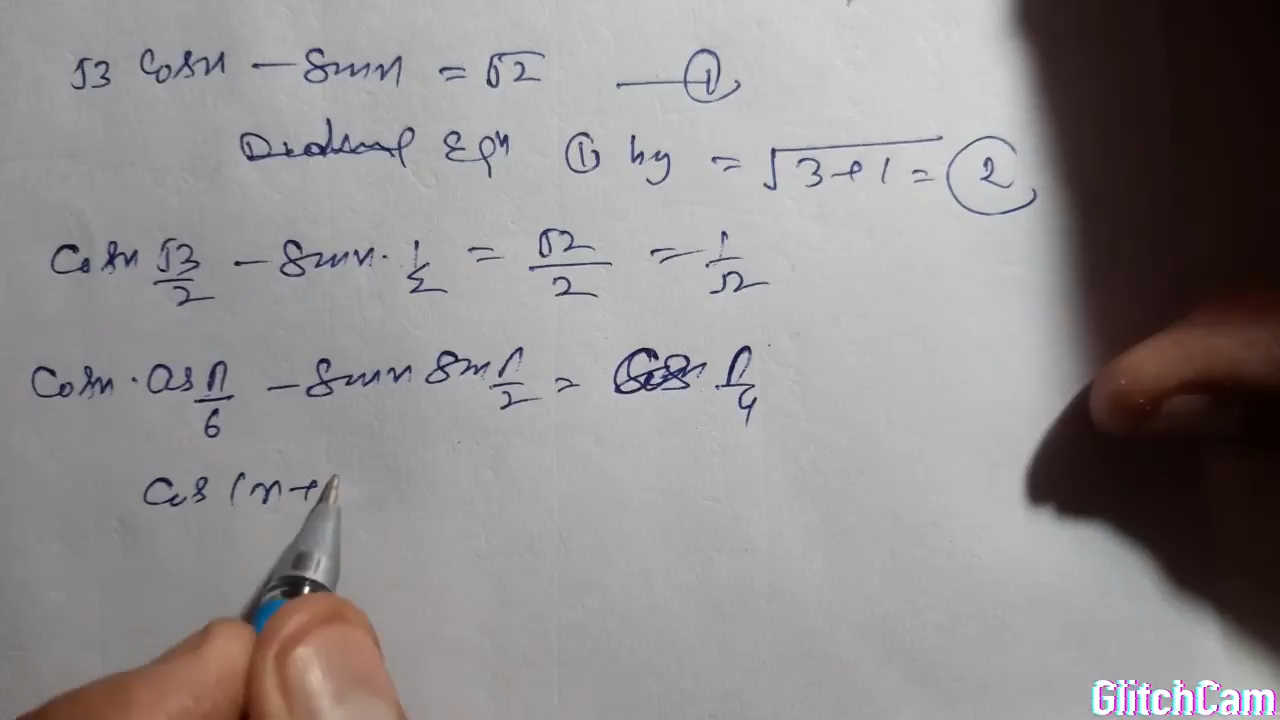 √3 Cosx – Sinx = √2 —— ①
Dividing Eqn ① by = √3+1 = ②
Cosx √3/2 – Sinx · 1/2 = √2/2 = 1/√2
Cosx · Cos π/6 – Sinx Sin π/2 = Cos π/4
Cos (x+
GlitchCam